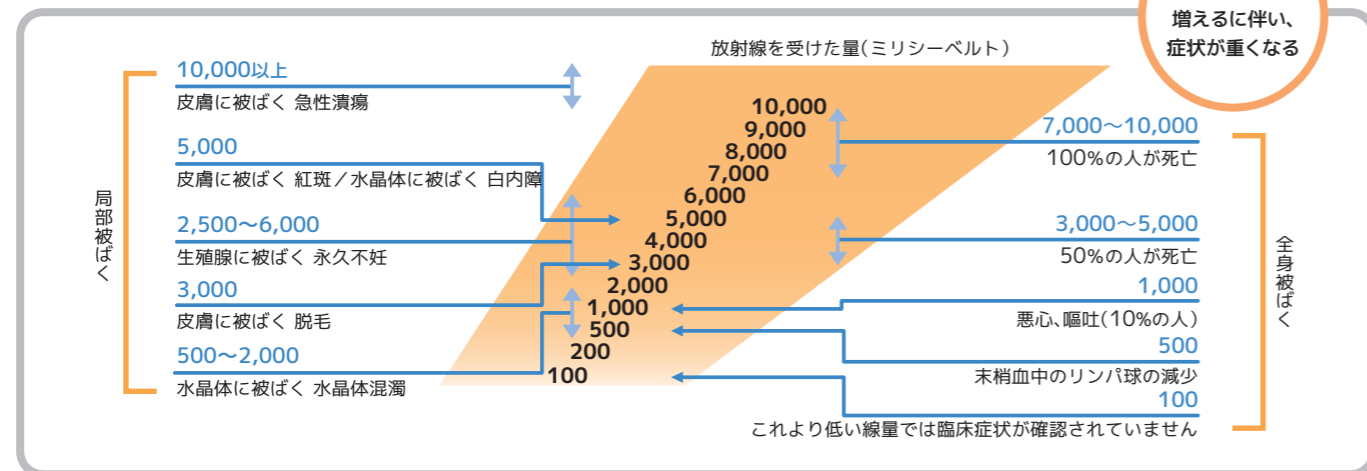 増えるに伴い、
症状が重くなる
放射線を受けた量(ミリシーベルト)
局部被ばく
10,000以上
皮膚に被ばく 急性潰瘍
5,000
皮膚に被ばく 紅斑／水晶体に被ばく 白内障
2,500〜6,000
生殖腺に被ばく 永久不妊
3,000
皮膚に被ばく 脱毛
500〜2,000
水晶体に被ばく 水晶体混濁
10,000
9,000
8,000
7,000
6,000
5,000
4,000
3,000
2,000
1,000
500
200
100
7,000〜10,000
100%の人が死亡
3,000〜5,000
50%の人が死亡
1,000
悪心、嘔吐(10%の人)
500
末梢血中のリンパ球の減少
100
これより低い線量では臨床症状が確認されていません
全身被ばく